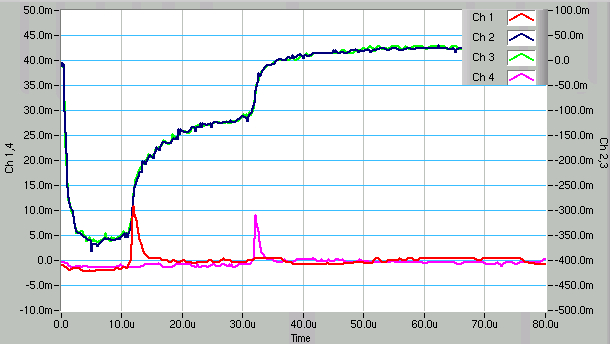 50.0m
40.0m
30.0m
20.0m
10.0m
0.0m
-10.0m
45.0m
35.0m
25.0m
15.0m
5.0m
-5.0m
Ch 1,4
100.0m
50.0m
0.0
-50.0m
-100.0m
-150.0m
-200.0m
-250.0m
-300.0m
-350.0m
-400.0m
-450.0m
-500.0m
Ch 2,3
Ch 1
Ch 2
Ch 3
Ch 4
0.0 10.0u 20.0u 30.0u 40.0u 50.0u 60.0u 70.0u 80.0u
Time